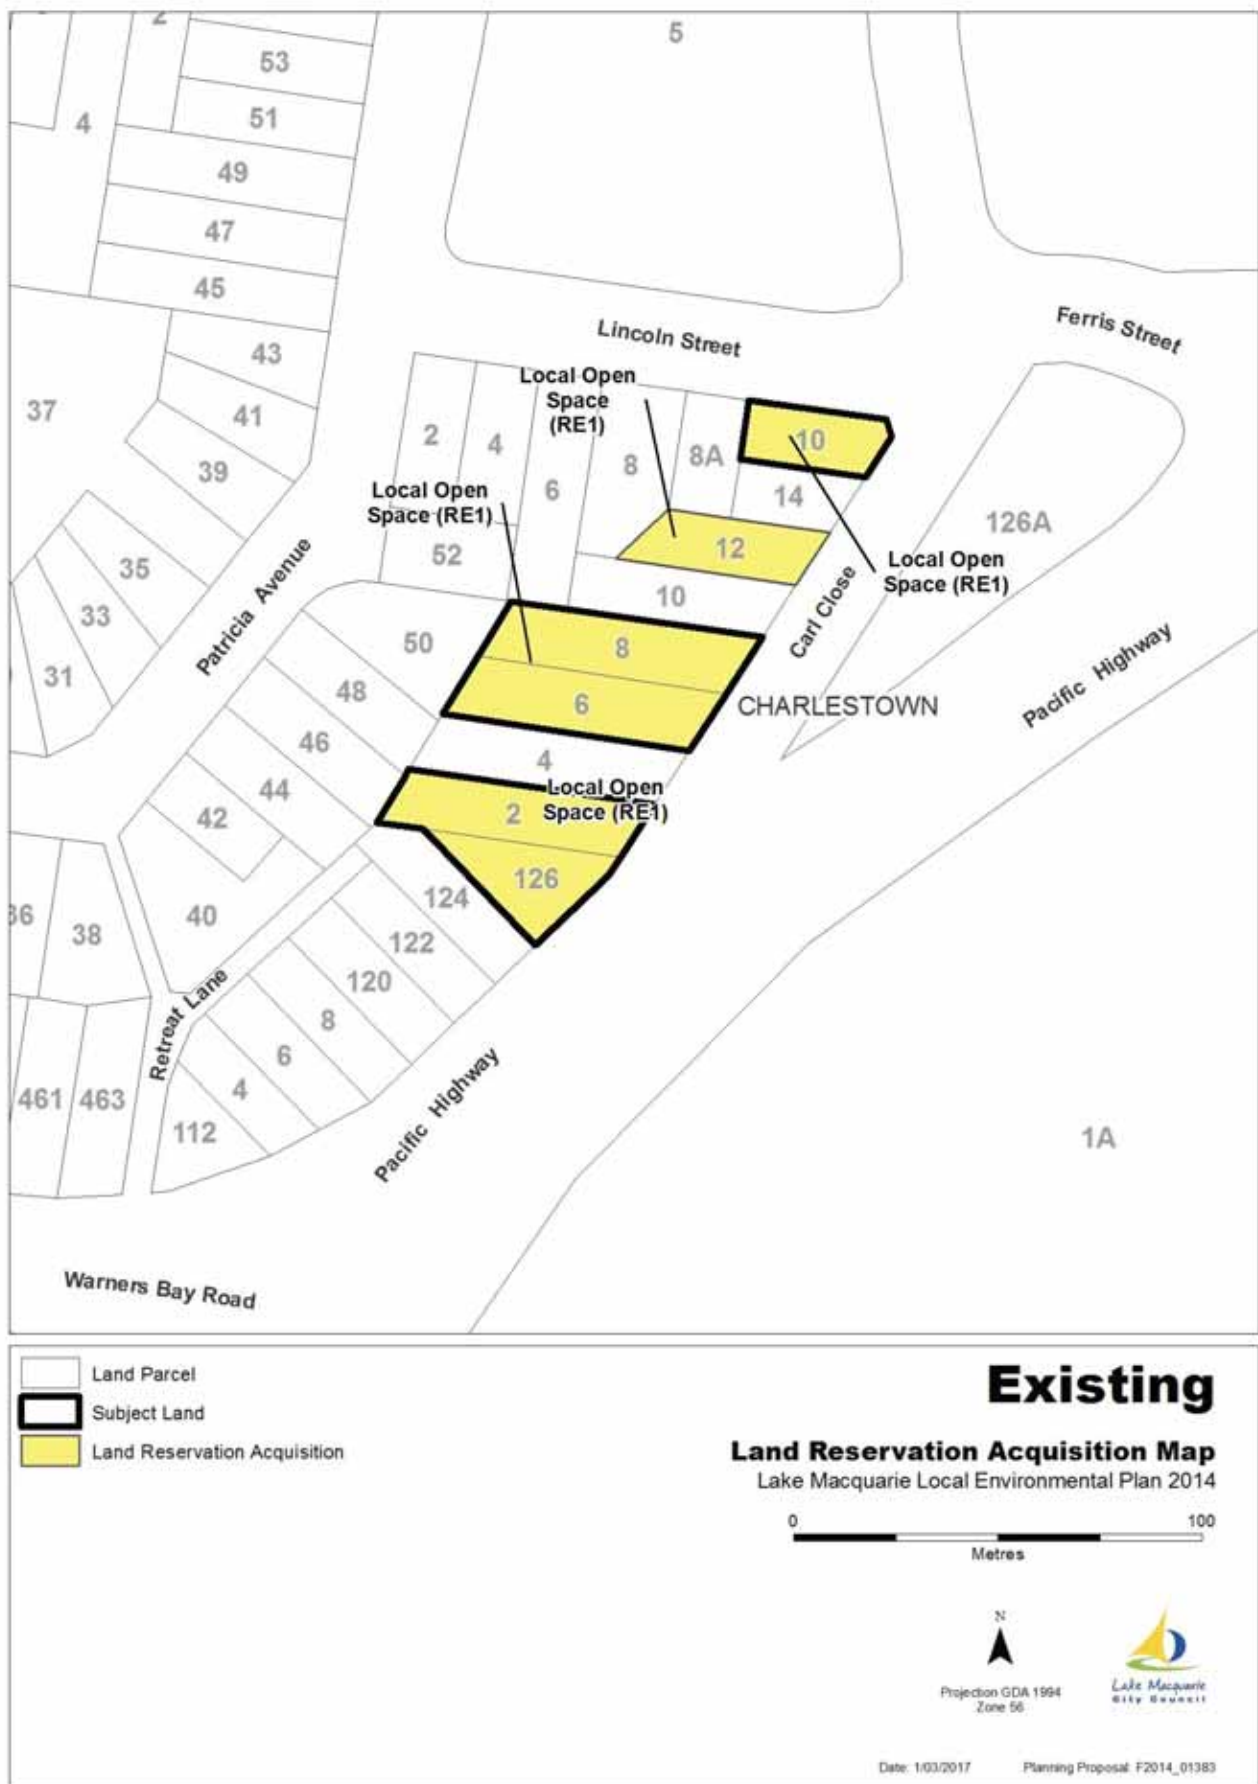 2
5
53
51
4
49
47
45
43
41
37
39
35
33
31
Lincoln Street
Ferris Street
Local Open
Space
(RE1)
2
4
6
8
8A
10
14
126A
Local Open
Space (RE1)
52
12
10
Local Open
Space (RE1)
Patricia Avenue
Carl Close
Pacific Highway
50
8
48
6
CHARLESTOWN
46
4
44
Local Open
Space (RE1)
2
42
126
124
40
36
38
122
120
8
Retreat Lane
6
4
461
463
112
Pacific Highway
1A
Warners Bay Road
Land Parcel
Subject Land
Land Reservation Acquisition
Existing
Land Reservation Acquisition Map
Lake Macquarie Local Environmental Plan 2014
0 100
Metres
N
Projection GDA 1994
Zone 56
Lake Macquarie
City Council
Date: 1/03/2017 Planning Proposal: F2014_01383